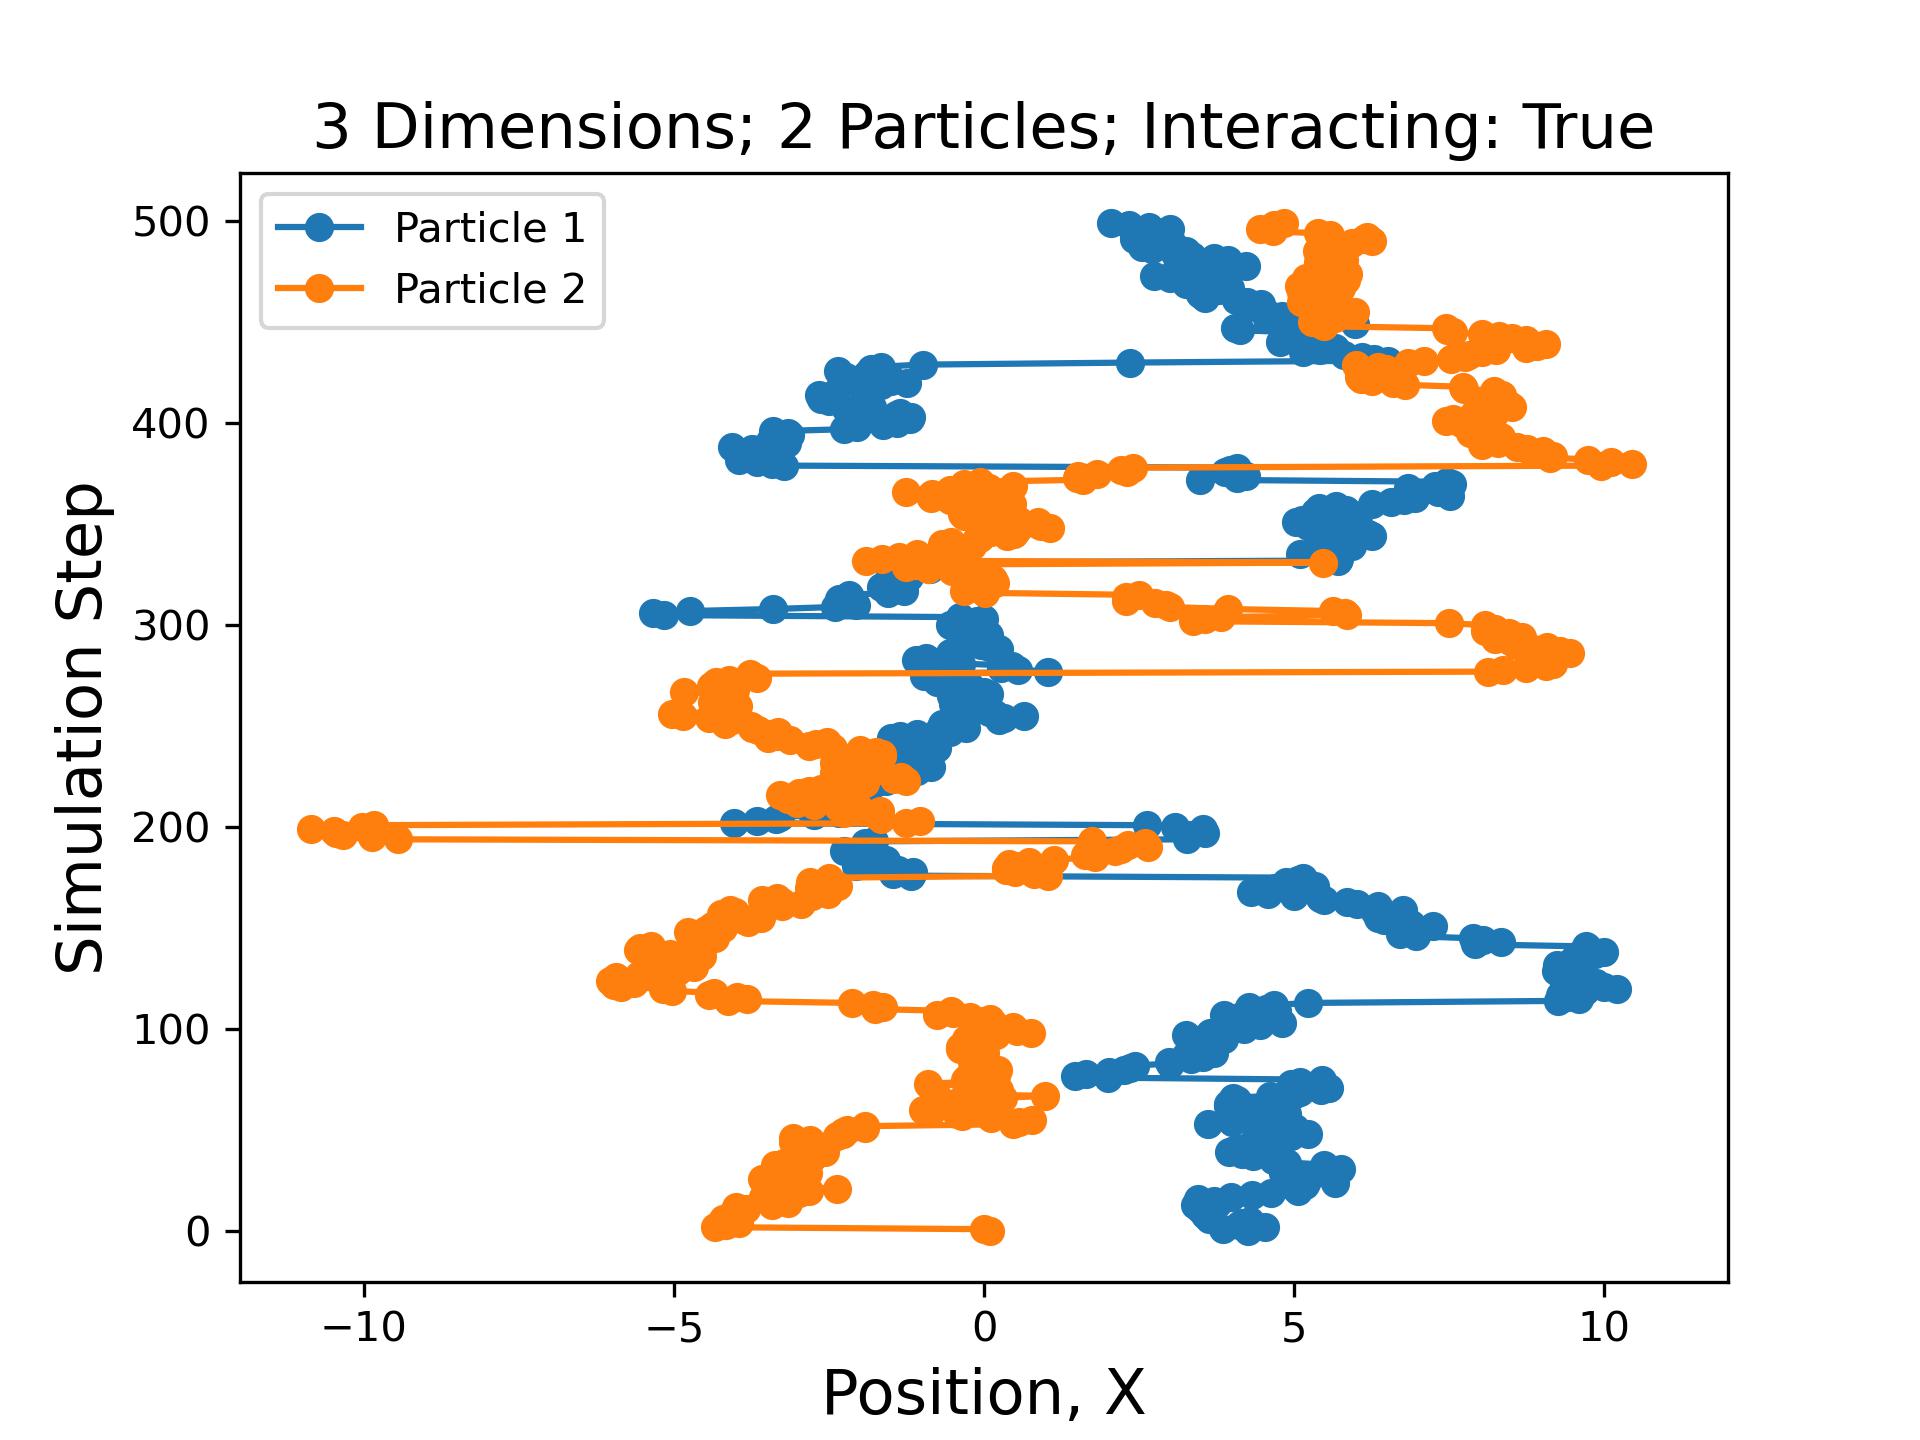 3 Dimensions; 2 Particles; Interacting: True
Particle 1
Particle 2
500
400
300
200
100
0
Simulation Step
−10
−5
0
5
10
Position, X